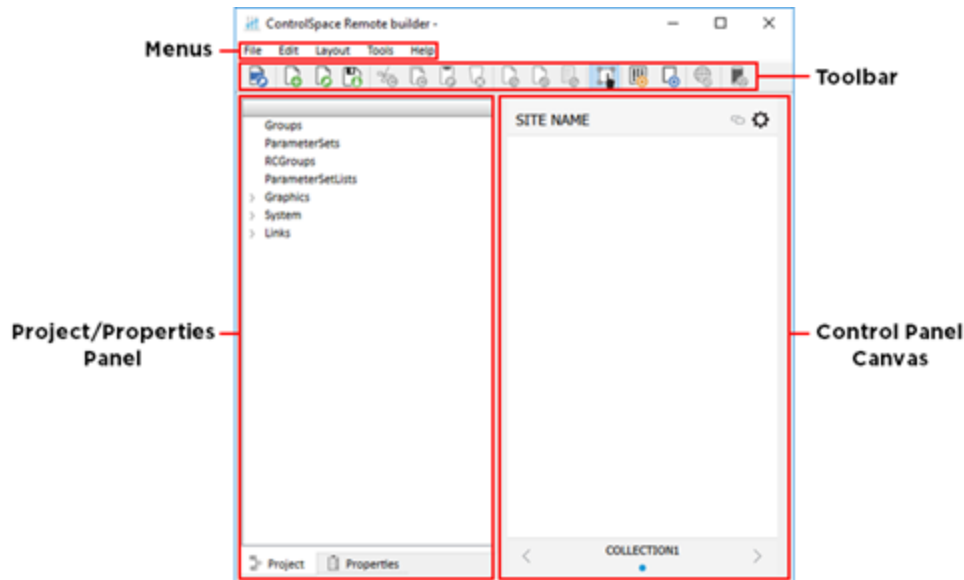 ControlSpace Remote builder -
Menus
File Edit Layout Tools Help
Toolbar
Groups
ParameterSets
RCGroups
ParameterSetLists
Graphics
System
Links
SITE NAME
Project/Properties
Panel
Control Panel
Canvas
COLLECTION1
Project Properties